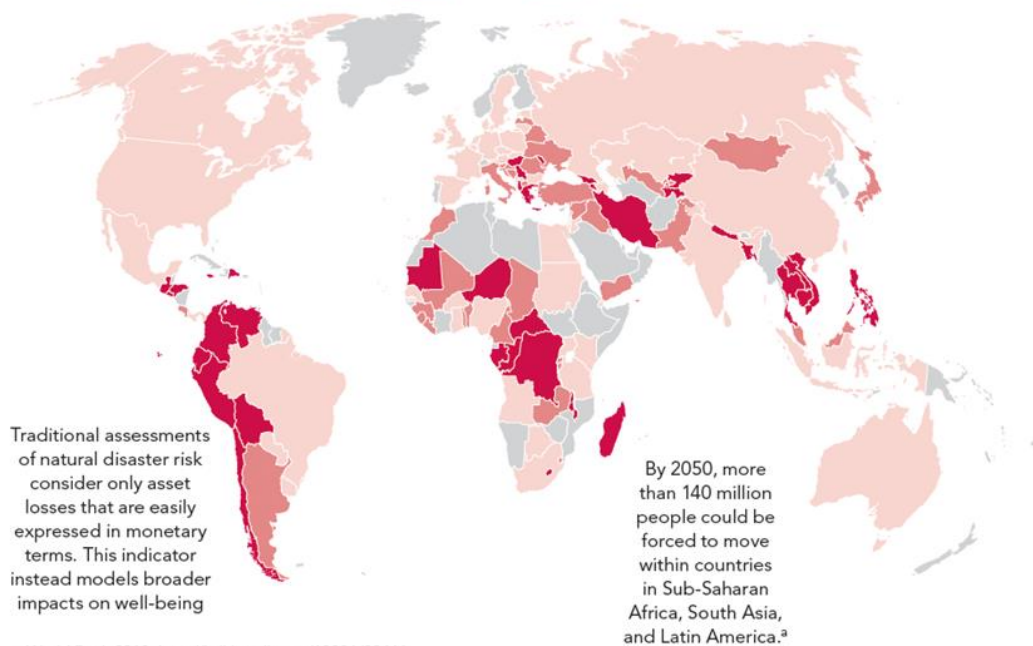 Traditional assessments
of natural disaster risk
consider only asset
losses that are easily
expressed in monetary
terms. This indicator
instead models broader
impacts on well-being
By 2050, more
than 140 million
people could be
forced to move
within countries
in Sub-Saharan
Africa, South Asia,
and Latin America.ª